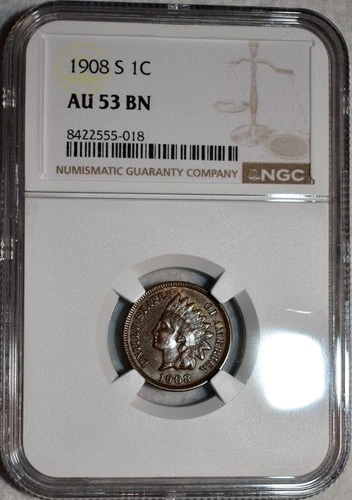 1908 S 1C
AU 53 BN
8422555-018
NUMISMATIC GUARANTY COMPANY NGC
UNITED STATES OF AMERICA
1908